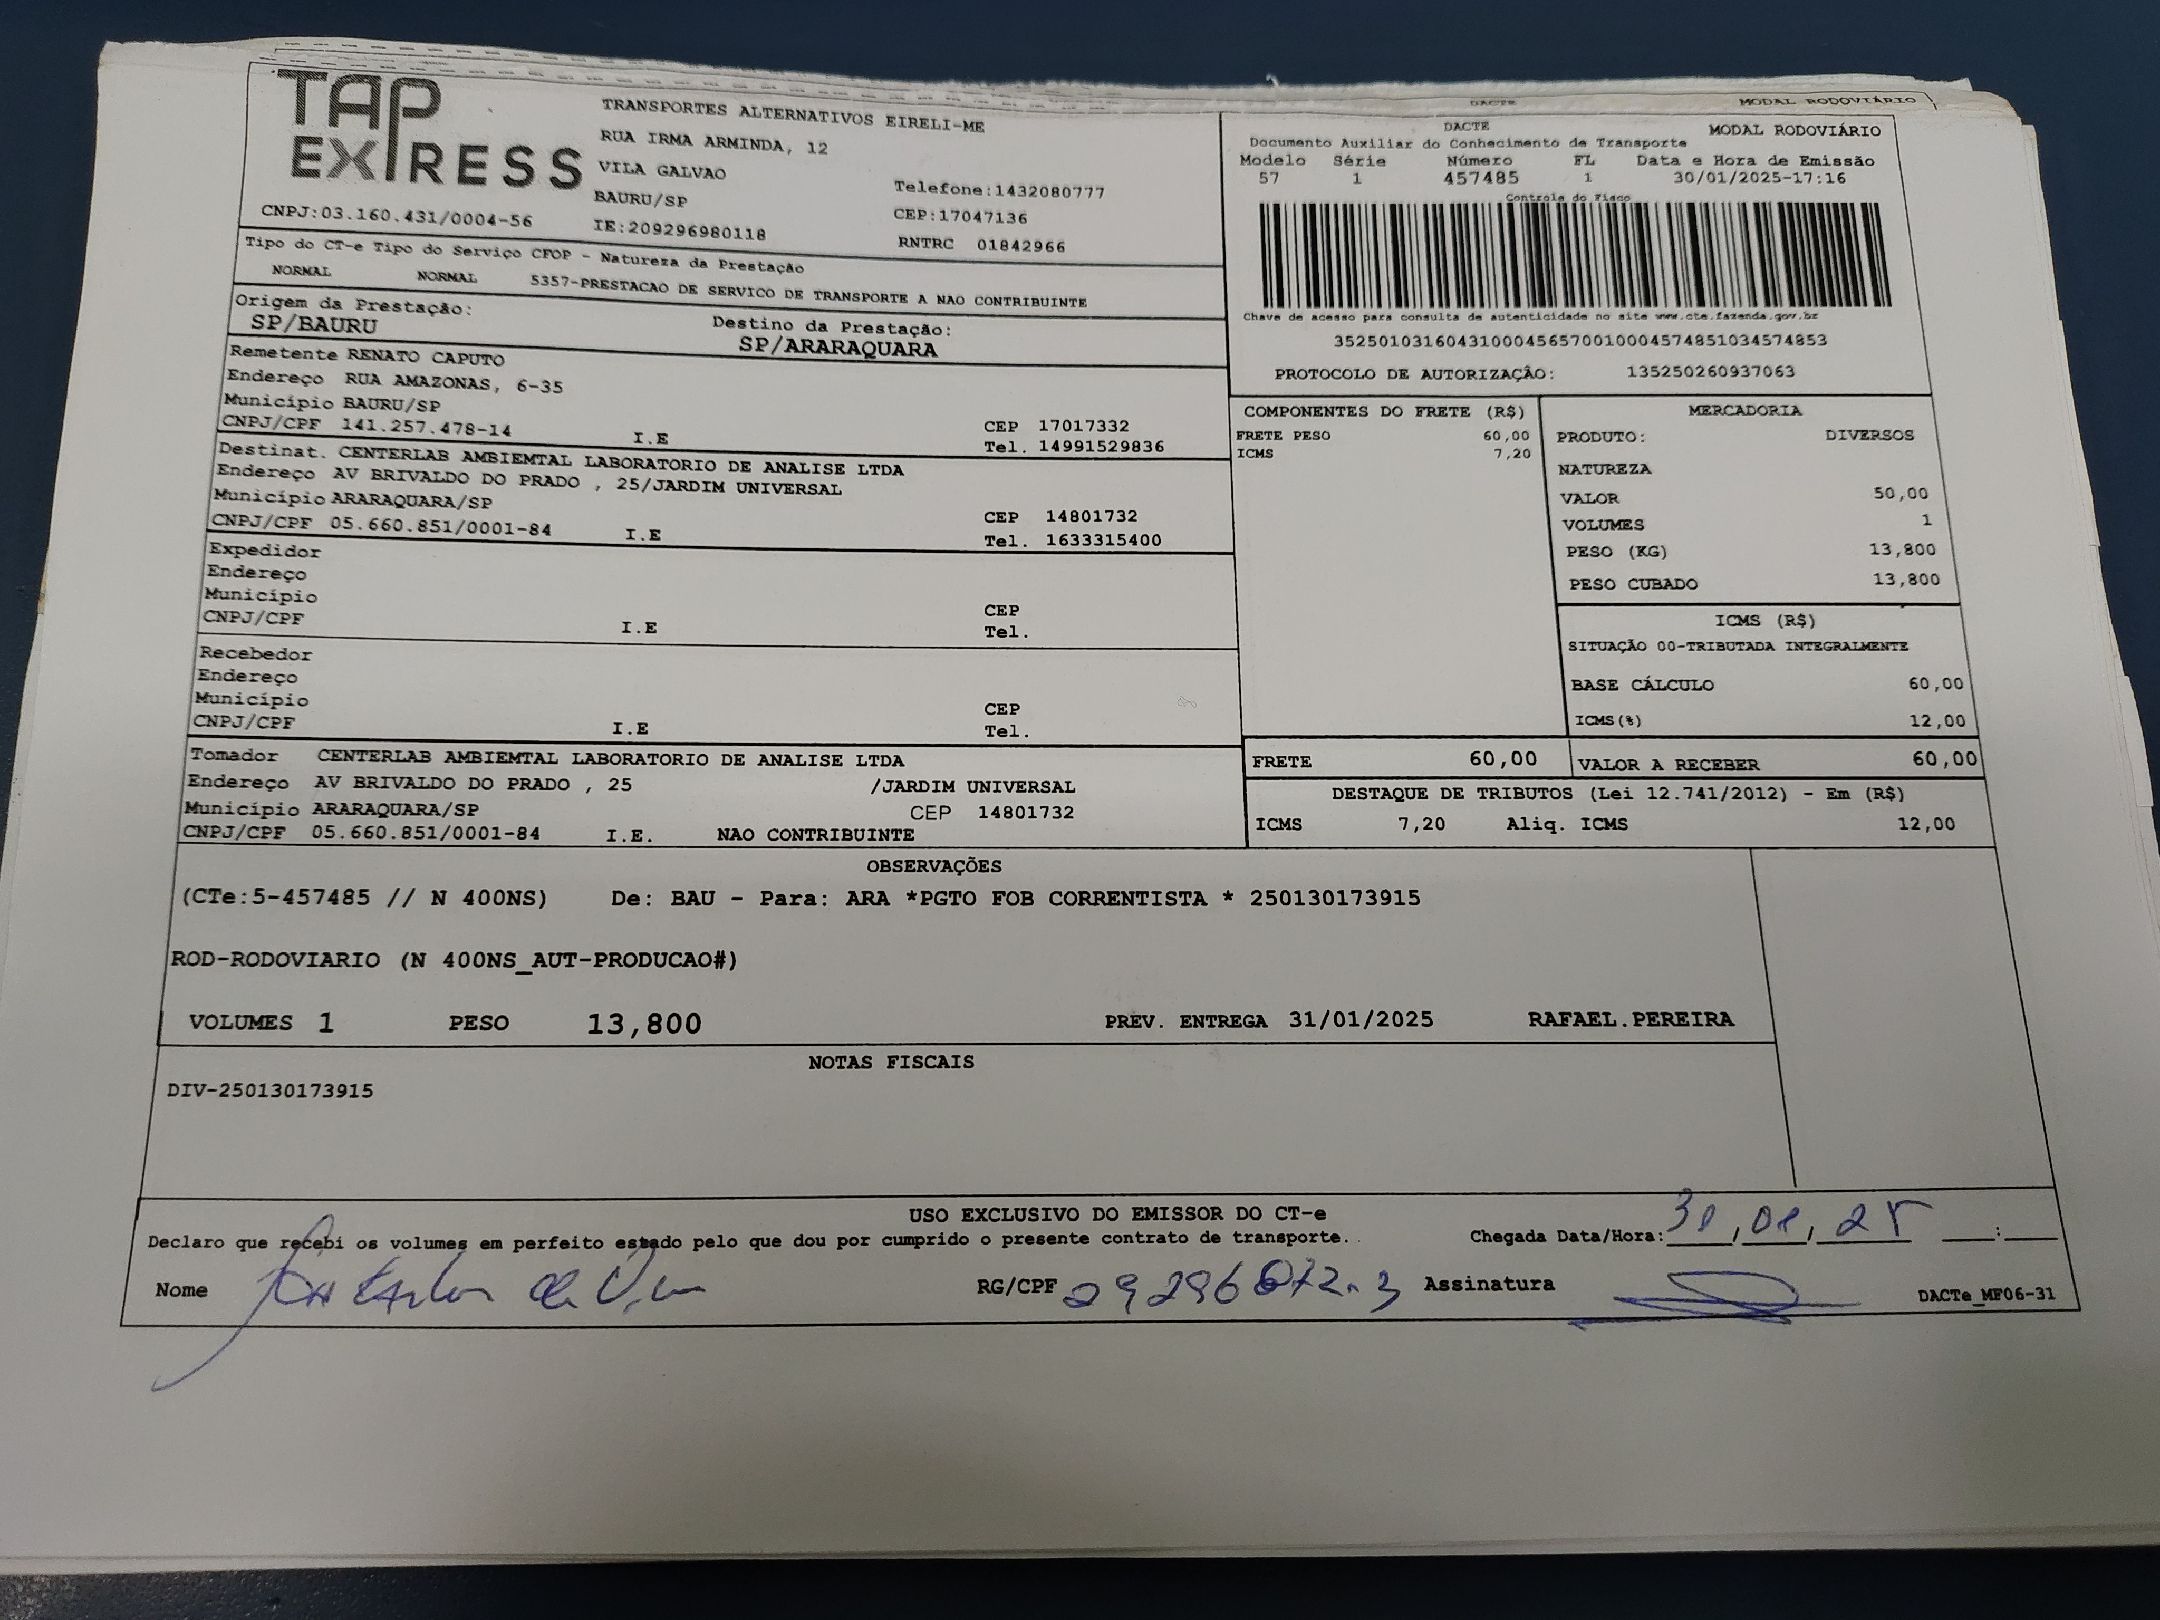 DACTE MODAL RODOVIÁRIO
TAP EXPRESS
TRANSPORTES ALTERNATIVOS EIRELI-ME
RUA IRMA ARMINDA, 12
VILA GALVAO
BAURU/SP Telefone:1432080777
CNPJ:03.160.431/0004-56 IE:209296980118 CEP:17047136
RNTRC 01842966
DACTE MODAL RODOVIÁRIO
Documento Auxiliar do Conhecimento de Transporte
Modelo Série Número FL Data e Hora de Emissão
57 1 457485 1 30/01/2025-17:16
Controle do Fisco
Chave de acesso para consulta de autenticidade no site www.cte.fazenda.gov.br
35250103160431000456570010004574851034574853
PROTOCOLO DE AUTORIZAÇÂO: 135250260937063
Tipo do CT-e Tipo do Serviço CFOP - Natureza da Prestação
NORMAL NORMAL 5357-PRESTACAO DE SERVICO DE TRANSPORTE A NAO CONTRIBUINTE
Origem da Prestação: Destino da Prestação:
SP/BAURU SP/ARARAQUARA
Remetente RENATO CAPUTO
Endereço RUA AMAZONAS, 6-35
Município BAURU/SP CEP 17017332
CNPJ/CPF 141.257.478-14 I.E Tel. 14991529836
Destinat. CENTERLAB AMBIEMTAL LABORATORIO DE ANALISE LTDA
Endereço AV BRIVALDO DO PRADO , 25/JARDIM UNIVERSAL
Município ARARAQUARA/SP CEP 14801732
CNPJ/CPF 05.660.851/0001-84 I.E Tel. 1633315400
Expedidor
Endereço
Município CEP
CNPJ/CPF I.E Tel.
Recebedor
Endereço
Município CEP
CNPJ/CPF I.E Tel.
Tomador CENTERLAB AMBIEMTAL LABORATORIO DE ANALISE LTDA
Endereço AV BRIVALDO DO PRADO , 25 /JARDIM UNIVERSAL
Município ARARAQUARA/SP CEP 14801732
CNPJ/CPF 05.660.851/0001-84 I.E. NAO CONTRIBUINTE
COMPONENTES DO FRETE (R$)
FRETE PESO 60,00
ICMS 7,20
MERCADORIA
PRODUTO: DIVERSOS
NATUREZA
VALOR 50,00
VOLUMES 1
PESO (KG) 13,800
PESO CUBADO 13,800
ICMS (R$)
SITUAÇÃO 00-TRIBUTADA INTEGRALMENTE
BASE CÁLCULO 60,00
ICMS(%) 12,00
FRETE 60,00 VALOR A RECEBER 60,00
DESTAQUE DE TRIBUTOS (Lei 12.741/2012) - Em (R$)
ICMS 7,20 Aliq. ICMS 12,00
OBSERVAÇÕES
(CTe:5-457485 // N 400NS) De: BAU - Para: ARA *PGTO FOB CORRENTISTA * 250130173915
ROD-RODOVIARIO (N 400NS_AUT-PRODUCAO#)
VOLUMES 1 PESO 13,800 PREV. ENTREGA 31/01/2025 RAFAEL.PEREIRA
NOTAS FISCAIS
DIV-250130173915
USO EXCLUSIVO DO EMISSOR DO CT-e
Declaro que recebi os volumes em perfeito estado pelo que dou por cumprido o presente contrato de transporte.. Chegada Data/Hora: 31,01,25 :
Nome RG/CPF Assinatura
DACTe_MF06-31